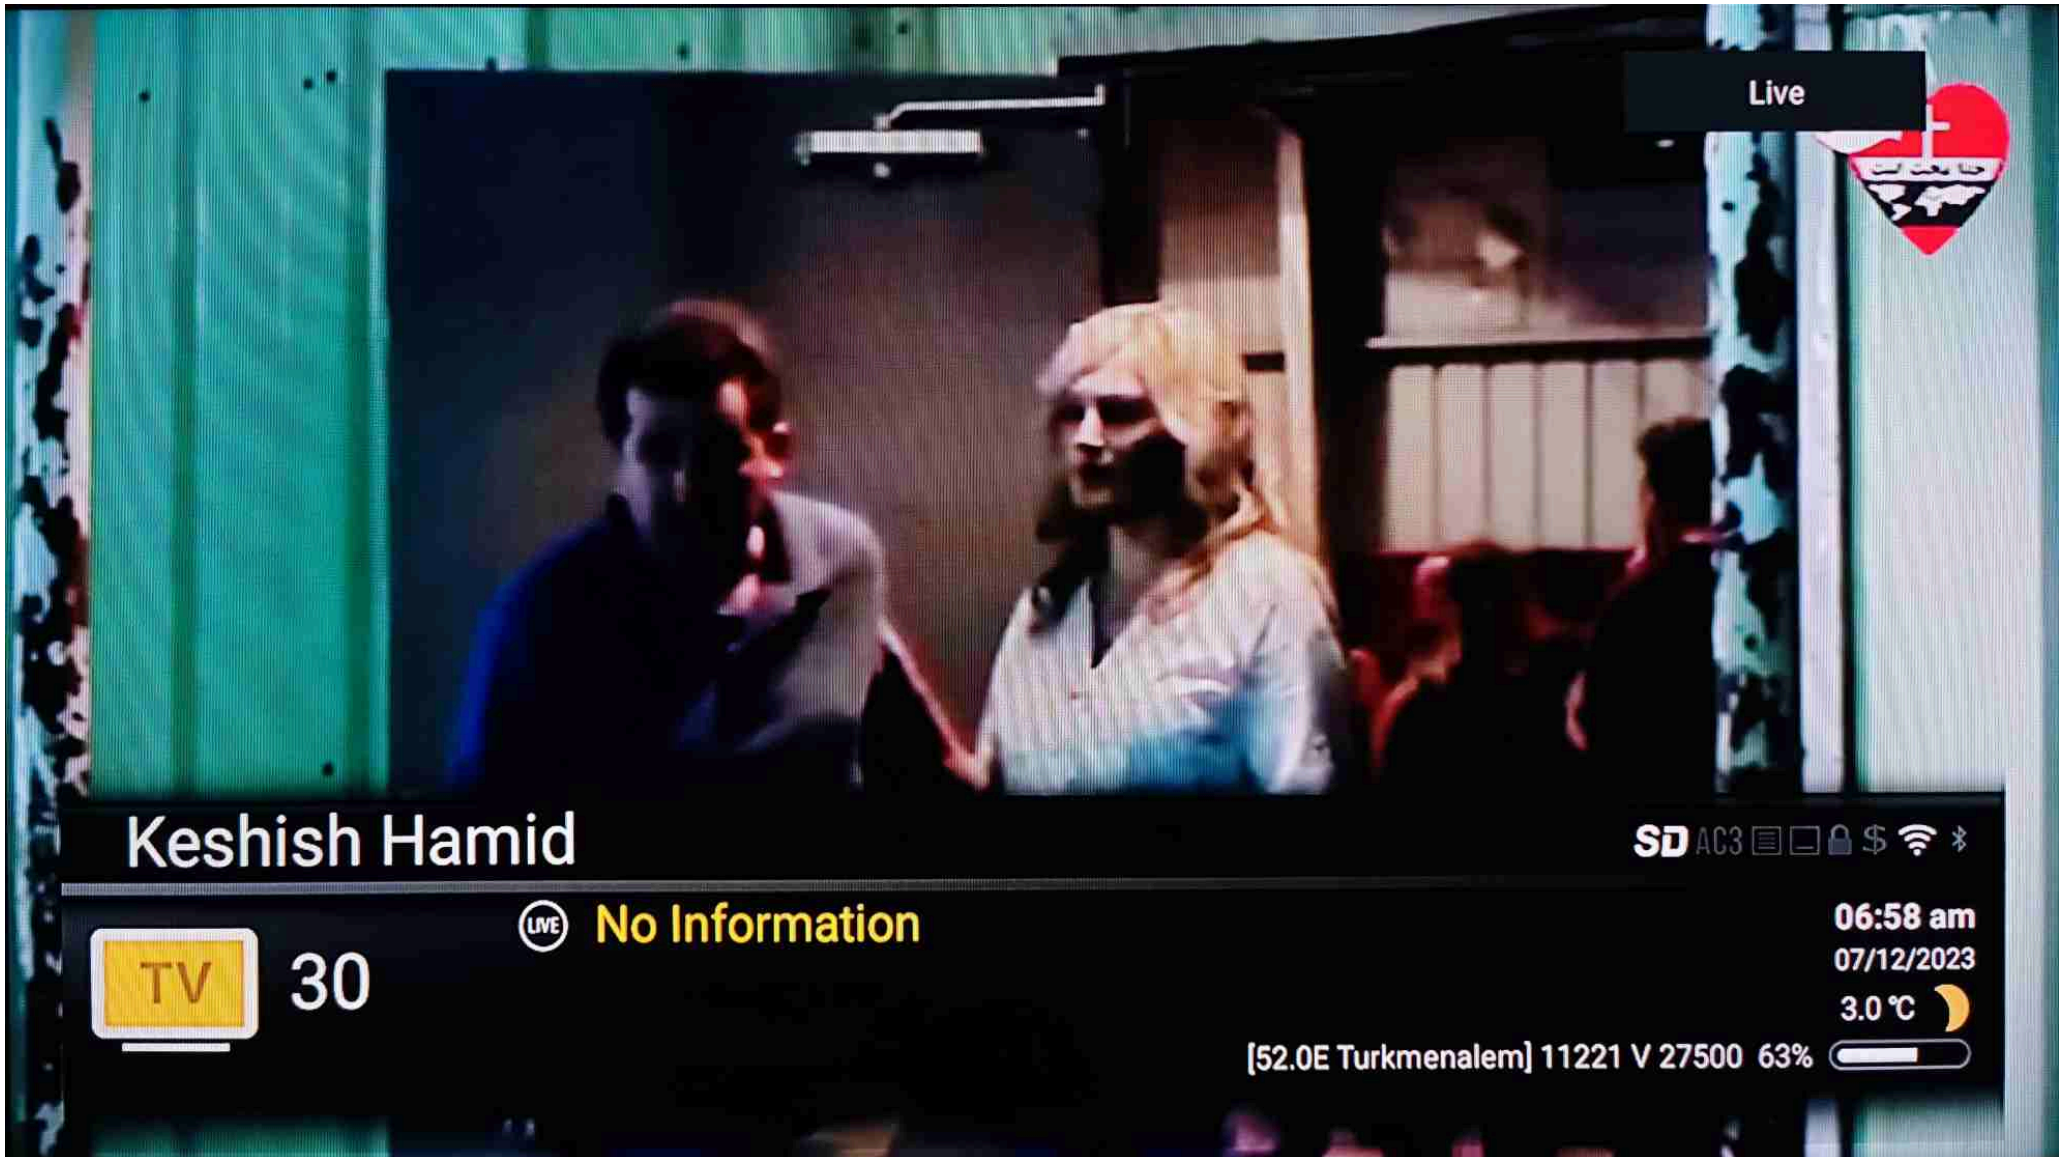 Live
Keshish Hamid
SD AC3 $
LIVE No Information
06:58 am
TV 30
07/12/2023
3.0 °C
[52.0E Turkmenalem] 11221 V 27500 63%